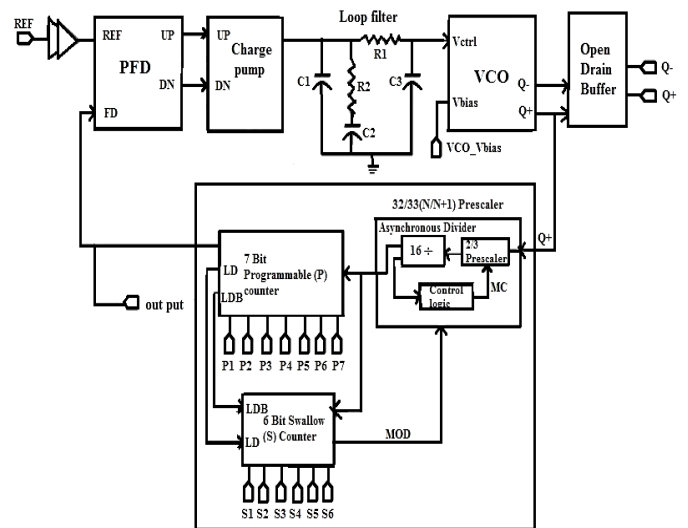 REF
REF
UP
PFD
DN
FD
UP
Charge
pump
DN
Loop filter
R1
C1
R2
C3
C2
Vctrl
VCO
Q-
Vbias
Q+
VCO_Vbias
Open
Drain
Buffer
Q-
Q+
32/33(N/N+1) Prescaler
Asynchronous Divider
16 ÷
2/3
Prescaler
Q+
MC
Control
logic
7 Bit
LD
Programmable (P)
counter
LDB
out put
P1 P2 P3 P4 P5 P6 P7
LDB
6 Bit Swallow
(S) Counter
LD
MOD
S1 S2 S3 S4 S5 S6